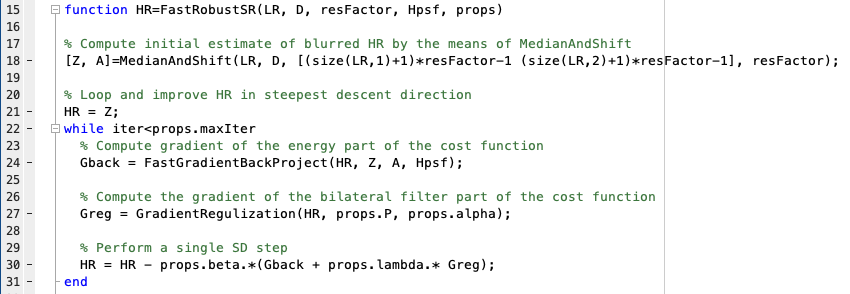 15 function HR=FastRobustSR(LR, D, resFactor, Hpsf, props)
16
17 % Compute initial estimate of blurred HR by the means of MedianAndShift
18 - [Z, A]=MedianAndShift(LR, D, [(size(LR,1)+1)*resFactor-1 (size(LR,2)+1)*resFactor-1], resFactor);
19
20 % Loop and improve HR in steepest descent direction
21 - HR = Z;
22 - while iter<props.maxIter
23 % Compute gradient of the energy part of the cost function
24 - Gback = FastGradientBackProject(HR, Z, A, Hpsf);
25
26 % Compute the gradient of the bilateral filter part of the cost function
27 - Greg = GradientRegulization(HR, props.P, props.alpha);
28
29 % Perform a single SD step
30 - HR = HR - props.beta.*(Gback + props.lambda.* Greg);
31 - end